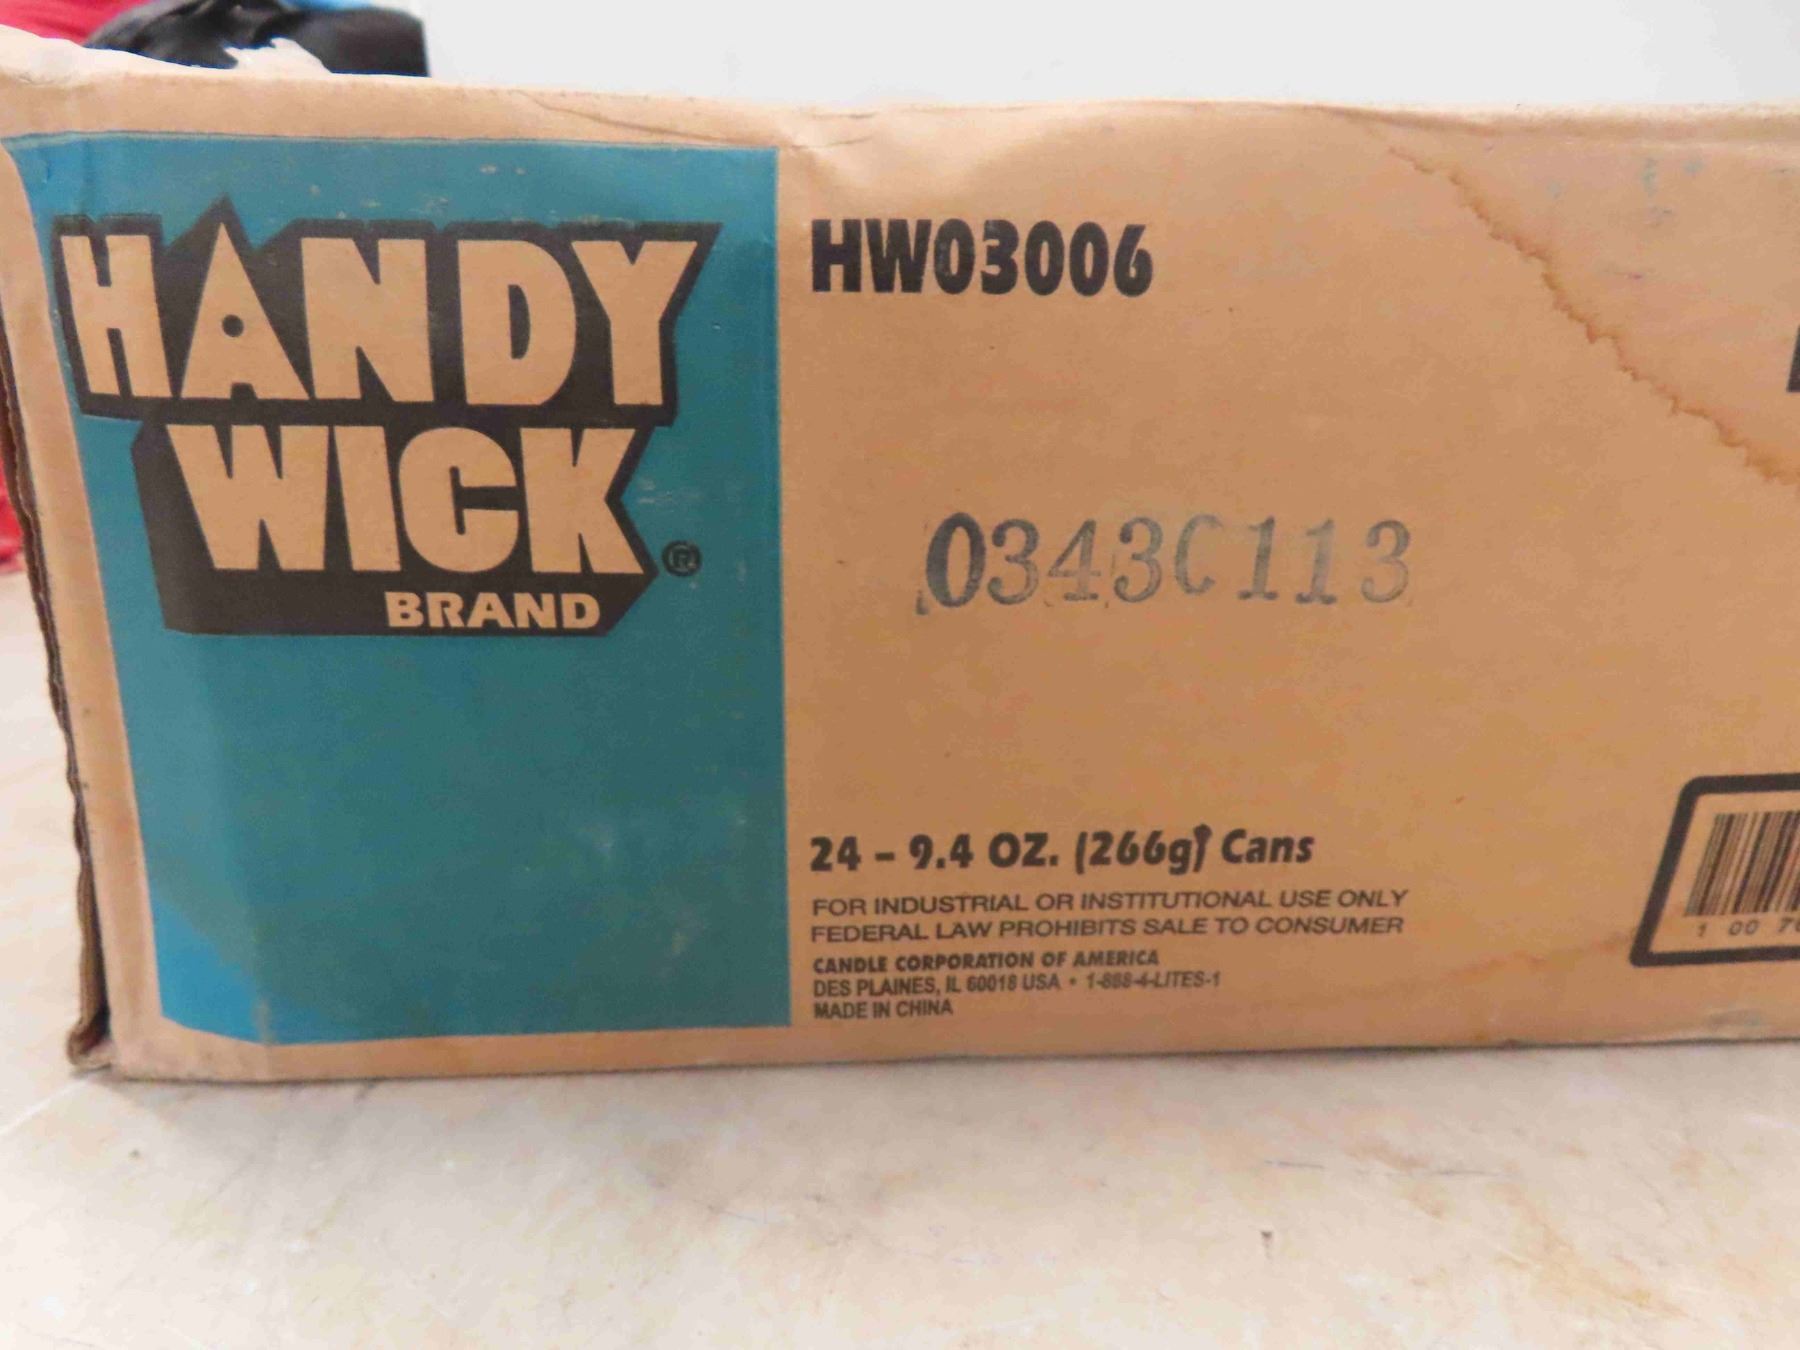 HANDY
WICK®
BRAND
HW03006
0343C113
24 – 9.4 OZ. (266g) Cans
FOR INDUSTRIAL OR INSTITUTIONAL USE ONLY
FEDERAL LAW PROHIBITS SALE TO CONSUMER
CANDLE CORPORATION OF AMERICA
DES PLAINES, IL 60018 USA • 1-888-4-LITES-1
MADE IN CHINA
1 00